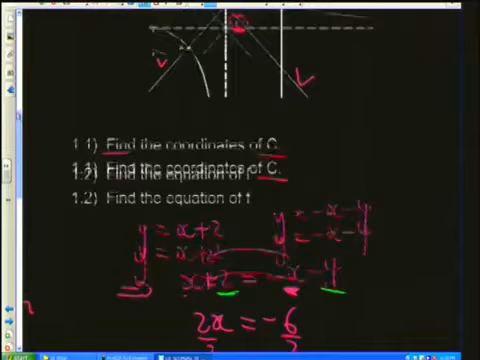 1.1) Find the coordinates of C.
1.1) Find the coordinates of C.
1.2) Find the equation of f
1.2) Find the equation of f
y = x+2 y = -x-4
y = x+2 y = -x-4
x+2 = -x-4
2x = -6